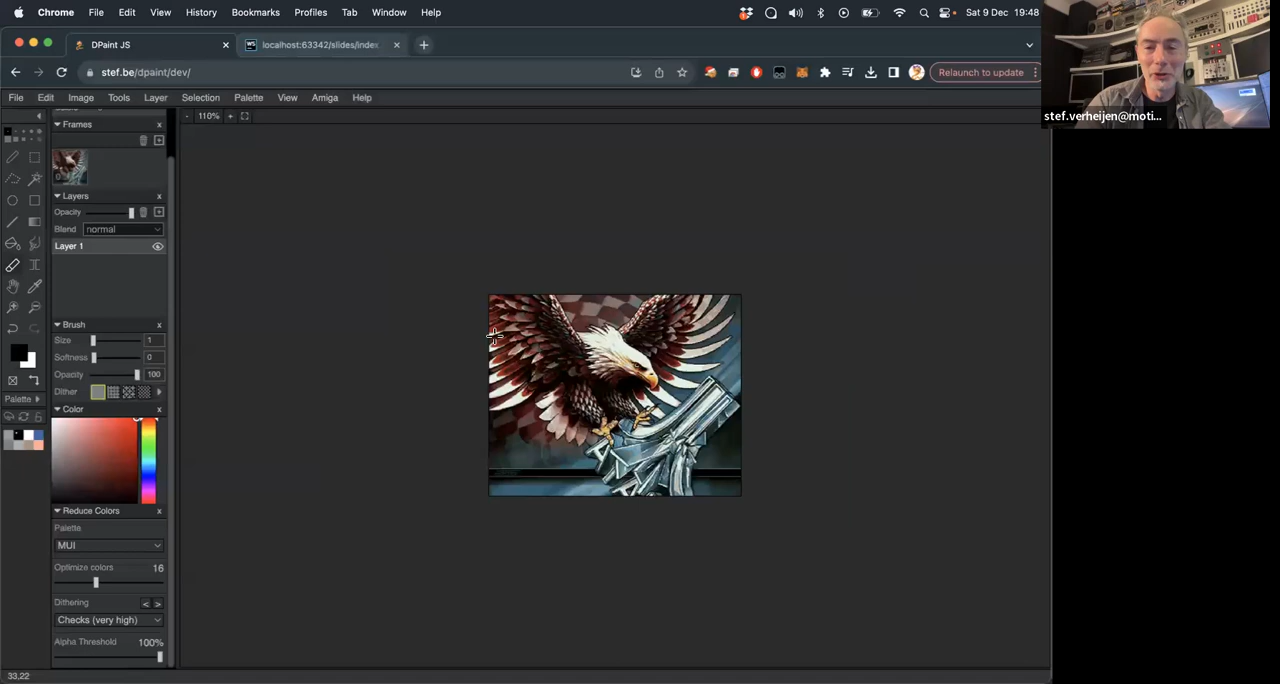 Chrome File Edit View History Bookmarks Profiles Tab Window Help
Sat 9 Dec 19:48
DPaint JS
localhost:63342/slides/index
stef.be/dpaint/dev/
Relaunch to update
File Edit Image Tools Layer Selection Palette View Amiga Help
stef.verheijen@moti...
- 110% +
Frames x
0
Layers x
Opacity
Blend normal
Layer 1
Brush x
Size 1
Softness 0
Opacity 100
Dither
Palette
Color x
Reduce Colors x
Palette
MUI
Optimize colors 16
Dithering < >
Checks (very high)
Alpha Threshold 100%
33,22